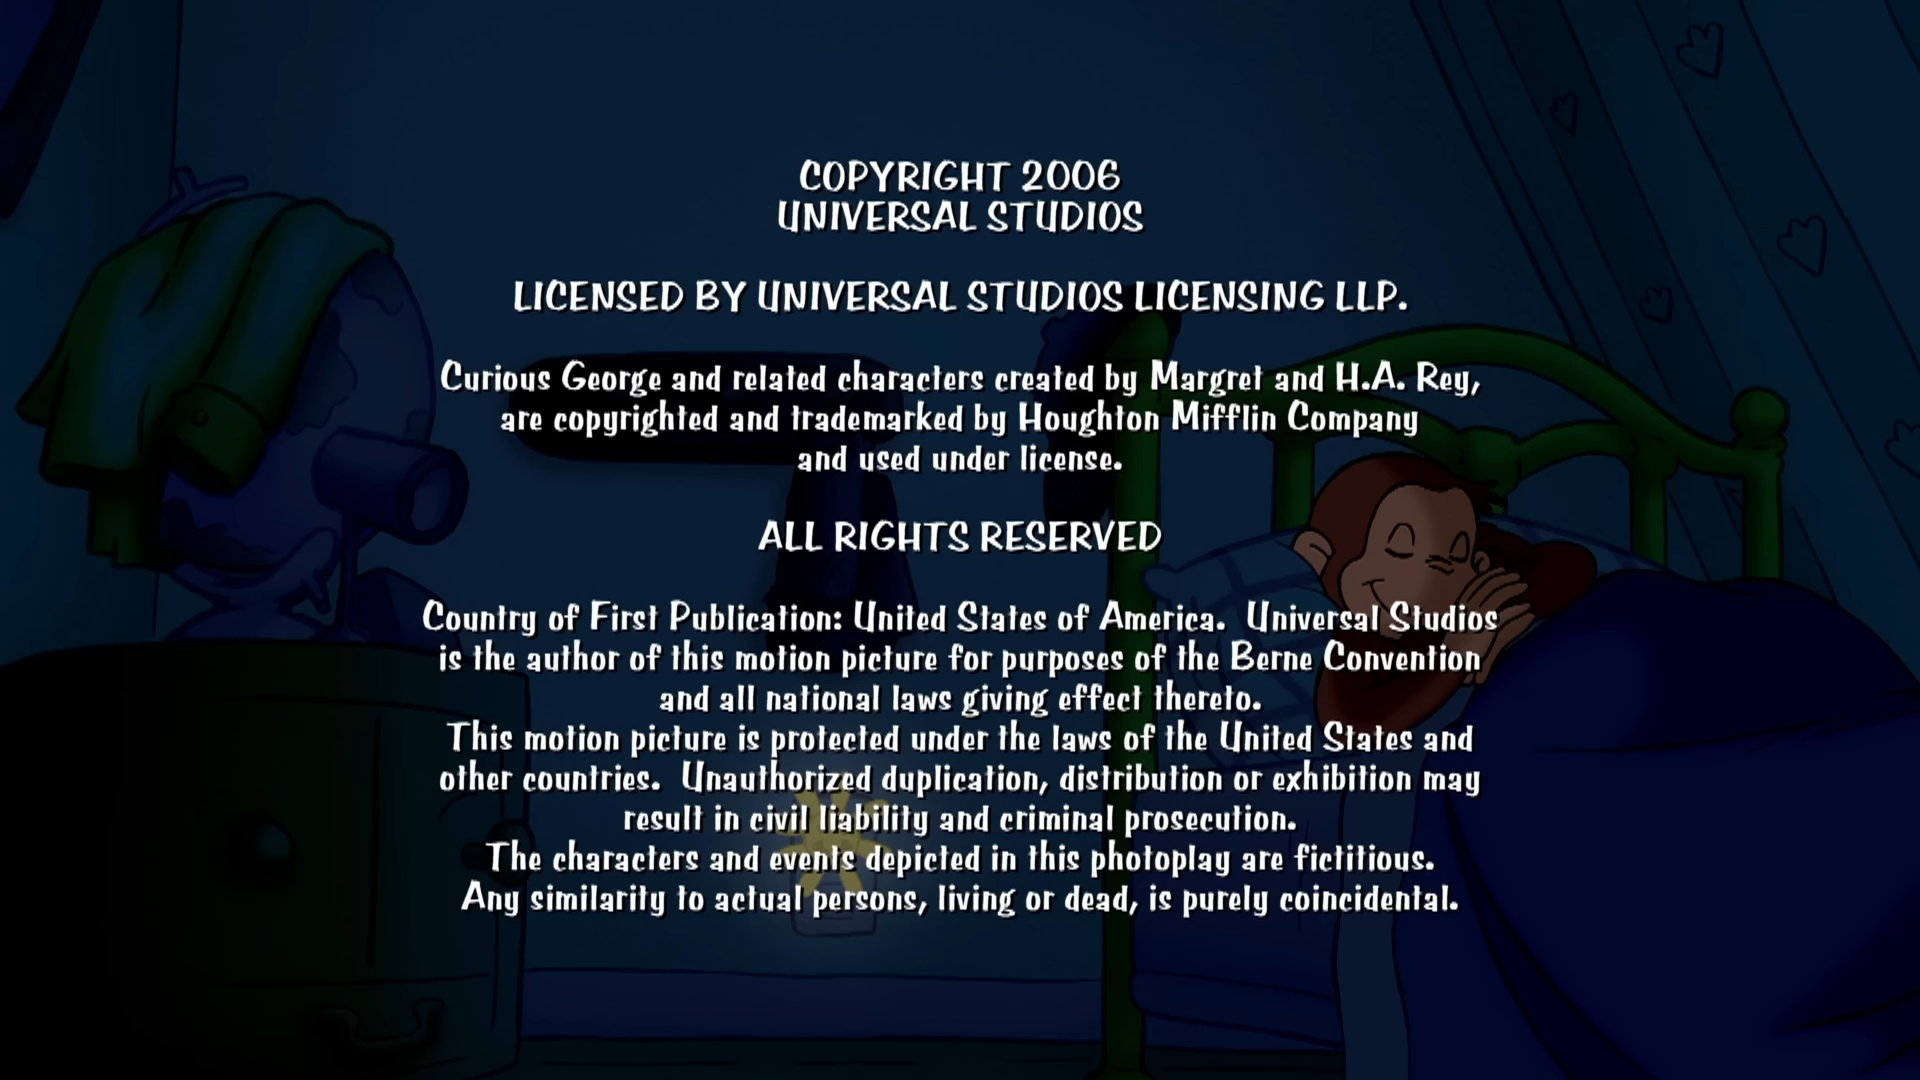 COPYRIGHT 2006
UNIVERSAL STUDIOS
LICENSED BY UNIVERSAL STUDIOS LICENSING LLP.
Curious George and related characters created by Margret and H.A. Rey,
are copyrighted and trademarked by Houghton Mifflin Company
and used under license.
ALL RIGHTS RESERVED
Country of First Publication: United States of America.  Universal Studios
is the author of this motion picture for purposes of the Berne Convention
and all national laws giving effect thereto.
This motion picture is protected under the laws of the United States and
other countries.  Unauthorized duplication, distribution or exhibition may
result in civil liability and criminal prosecution.
The characters and events depicted in this photoplay are fictitious.
Any similarity to actual persons, living or dead, is purely coincidental.